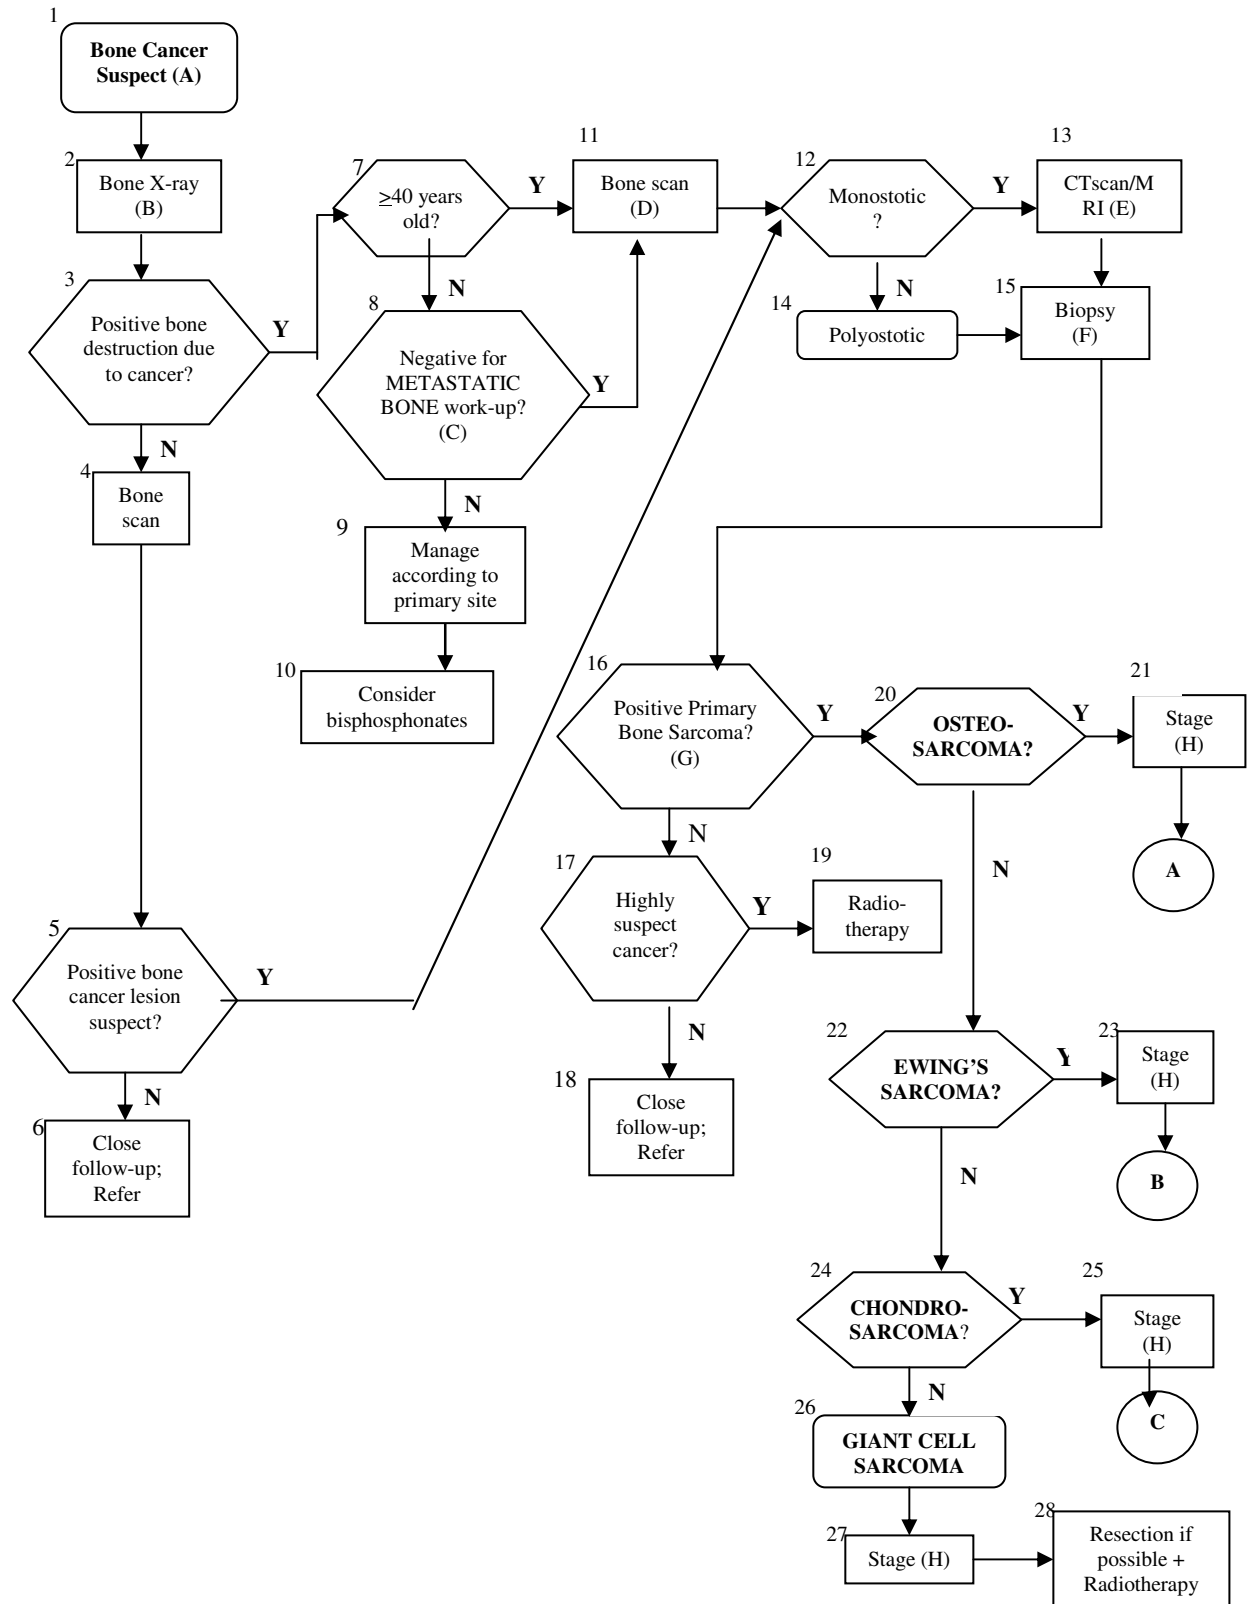 1
Bone Cancer
Suspect (A)
2
Bone X-ray
(B)
3
Positive bone
destruction due
to cancer?
Y
N
4
Bone
scan
5
Positive bone
cancer lesion
suspect?
Y
N
6
Close
follow-up;
Refer
7
≥40 years
old?
Y
N
8
Negative for
METASTATIC
BONE work-up?
(C)
Y
N
9
Manage
according to
primary site
10
Consider
bisphosphonates
11
Bone scan
(D)
12
Monostotic
?
Y
N
13
CTscan/M
RI (E)
14
Polyostotic
15
Biopsy
(F)
16
Positive Primary
Bone Sarcoma?
(G)
Y
N
17
Highly
suspect
cancer?
Y
N
18
Close
follow-up;
Refer
19
Radio-
therapy
20
OSTEO-
SARCOMA?
Y
N
21
Stage
(H)
A
22
EWING'S
SARCOMA?
Y
N
23
Stage
(H)
B
24
CHONDRO-
SARCOMA?
Y
N
25
Stage
(H)
C
26
GIANT CELL
SARCOMA
27
Stage (H)
28
Resection if
possible +
Radiotherapy